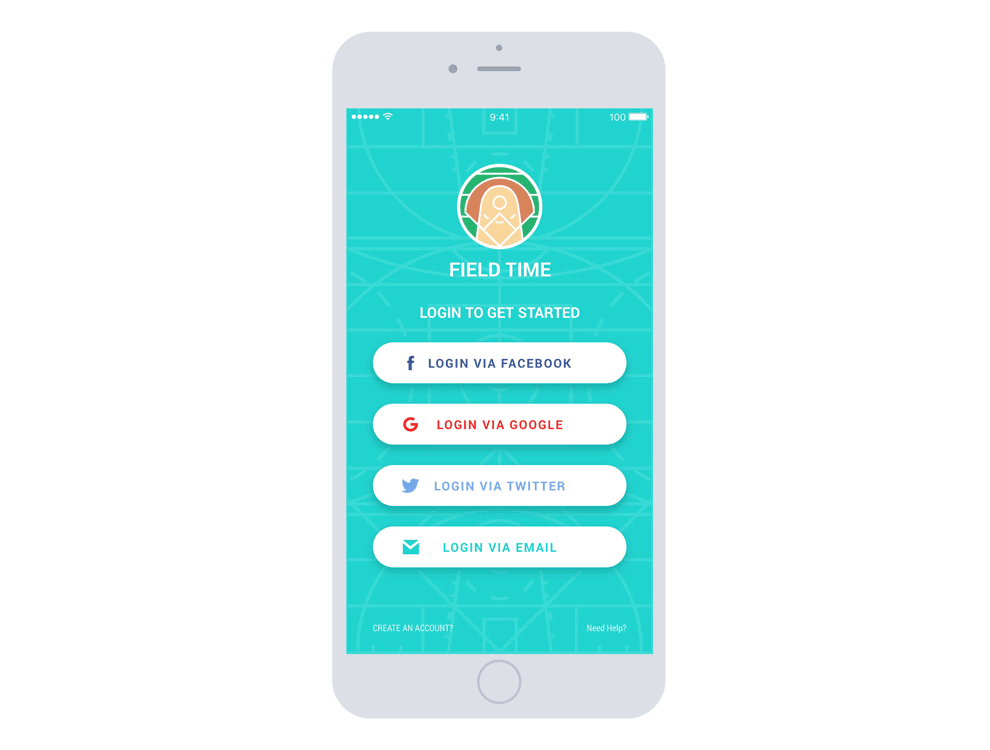 9:41
100
FIELD TIME
LOGIN TO GET STARTED
LOGIN VIA FACEBOOK
LOGIN VIA GOOGLE
LOGIN VIA TWITTER
LOGIN VIA EMAIL
CREATE AN ACCOUNT?
Need Help?